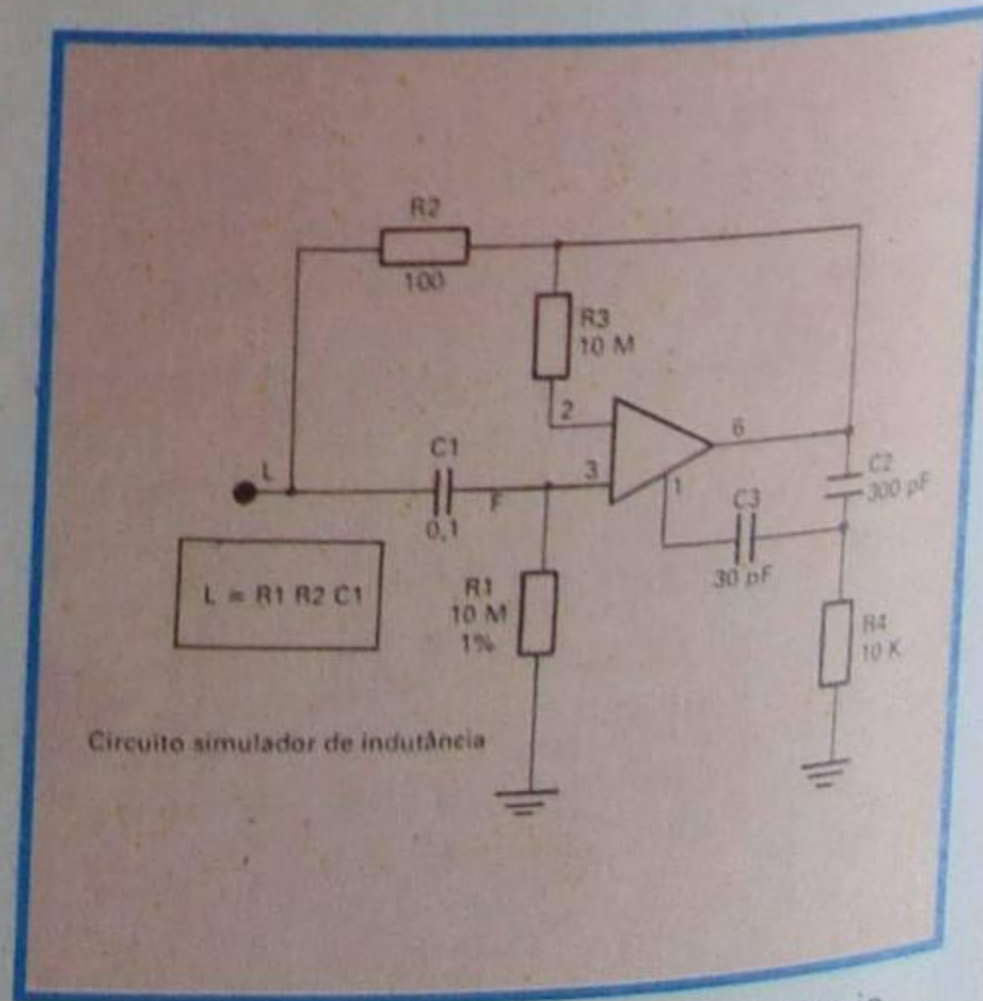 R2
100
R3
10 M
2
6
C1
L
3
F
0,1
1
C3
30 pF
C2
300 pF
L = R1 R2 C1
R1
10 M
1%
R4
10 K
Circuito simulador de indutância